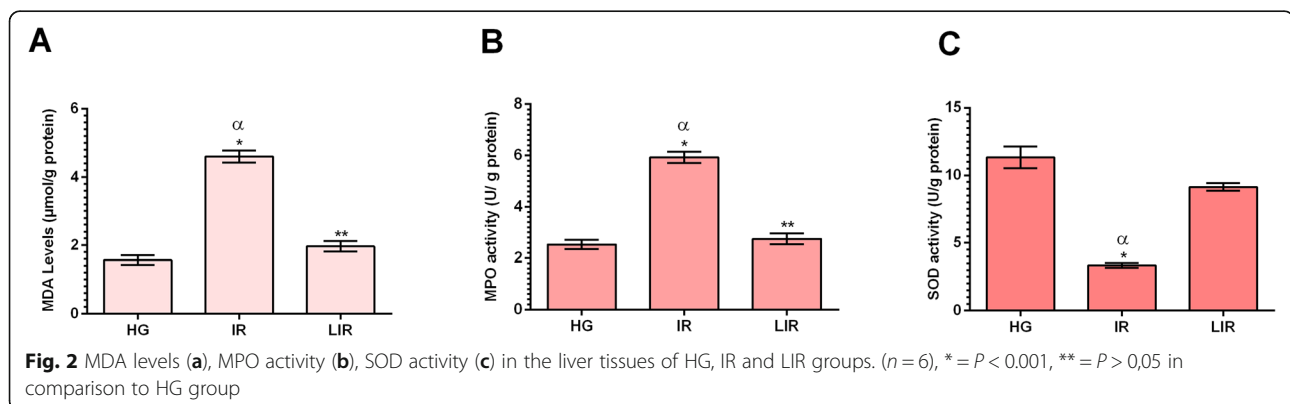 A
MDA Levels (µmol/g protein)
6
4
2
0
α
*
**
HG IR LIR
B
MPO activity (U/ g protein)
8
6
4
2
0
α
*
**
HG IR LIR
C
SOD activity (U/g protein)
15
10
5
0
α
*
HG IR LIR
Fig. 2 MDA levels (a), MPO activity (b), SOD activity (c) in the liver tissues of HG, IR and LIR groups. (n = 6), * = P < 0.001, ** = P > 0,05 in
comparison to HG group